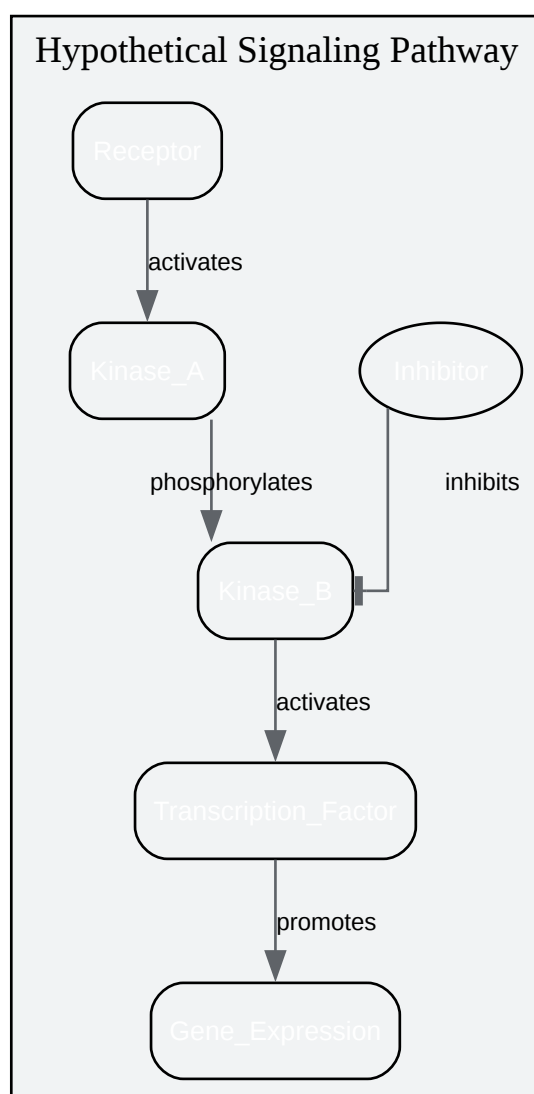 Hypothetical Signaling Pathway
Receptor
activates
Kinase_A
Inhibitor
phosphorylates
inhibits
Kinase_B
activates
Transcription_Factor
promotes
Gene_Expression